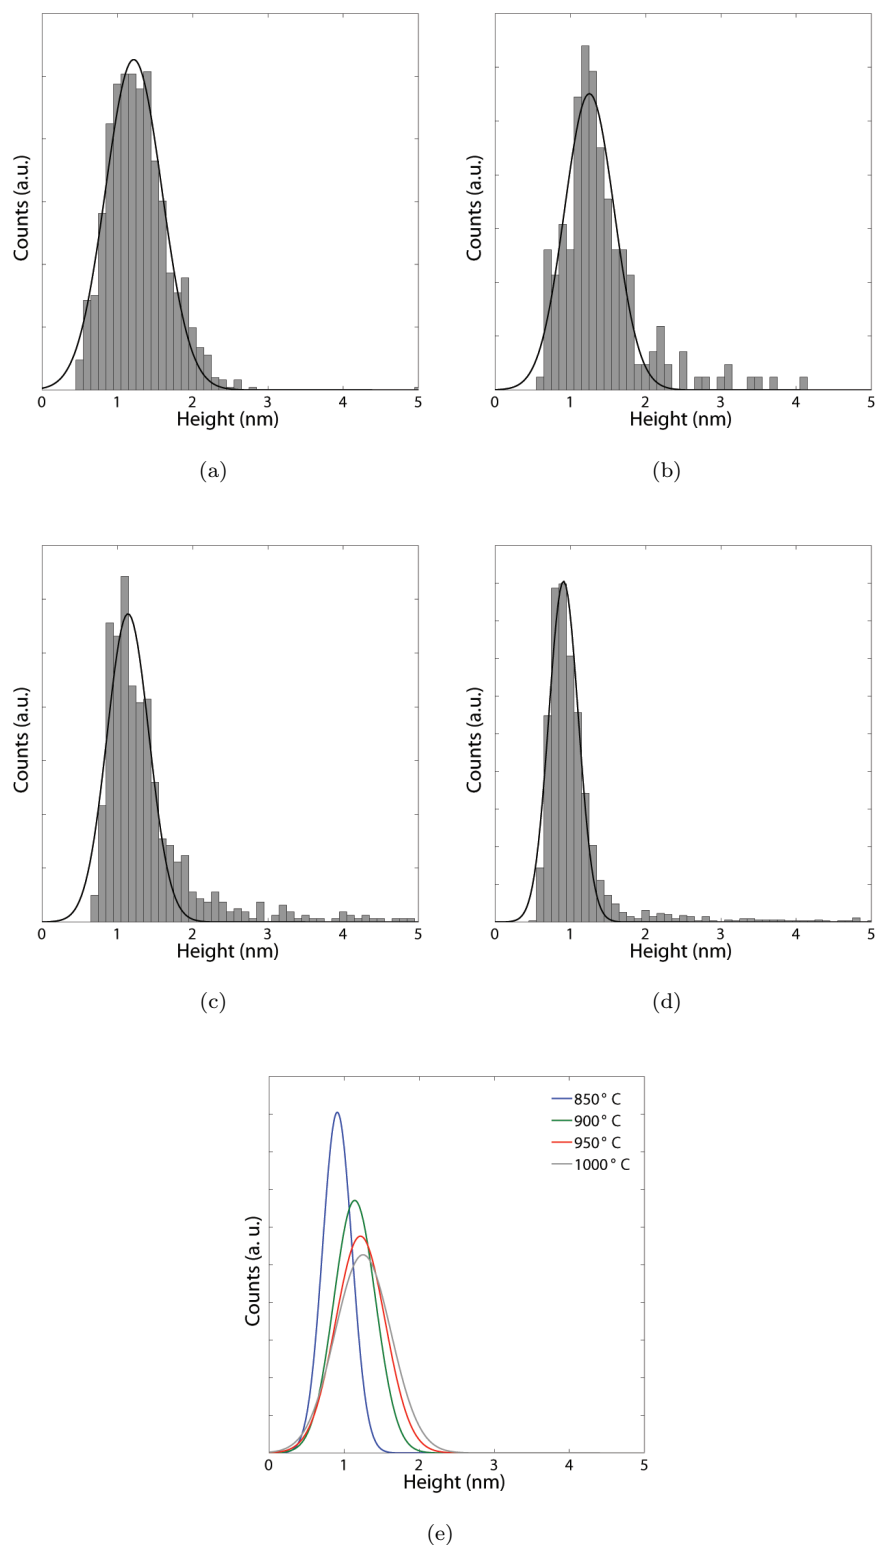 Counts (a.u.)
0 1 2 3 4 5
Height (nm)
(a)
Counts (a.u.)
0 1 2 3 4 5
Height (nm)
(b)
Counts (a.u.)
0 1 2 3 4 5
Height (nm)
(c)
Counts (a.u.)
0 1 2 3 4 5
Height (nm)
(d)
850° C
900° C
950° C
1000° C
Counts (a. u.)
0 1 2 3 4 5
Height (nm)
(e)